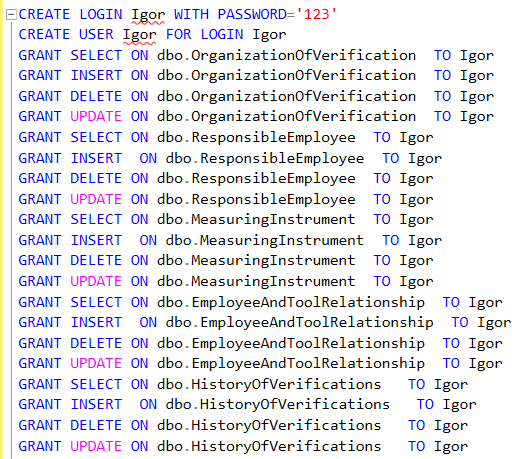 CREATE LOGIN Igor WITH PASSWORD='123'
CREATE USER Igor FOR LOGIN Igor
GRANT SELECT ON dbo.OrganizationOfVerification  TO Igor
GRANT INSERT ON dbo.OrganizationOfVerification  TO Igor
GRANT DELETE ON dbo.OrganizationOfVerification  TO Igor
GRANT UPDATE ON dbo.OrganizationOfVerification  TO Igor
GRANT SELECT ON dbo.ResponsibleEmployee  TO Igor
GRANT INSERT  ON dbo.ResponsibleEmployee  TO Igor
GRANT DELETE ON dbo.ResponsibleEmployee  TO Igor
GRANT UPDATE ON dbo.ResponsibleEmployee  TO Igor
GRANT SELECT ON dbo.MeasuringInstrument  TO Igor
GRANT INSERT  ON dbo.MeasuringInstrument  TO Igor
GRANT DELETE ON dbo.MeasuringInstrument  TO Igor
GRANT UPDATE ON dbo.MeasuringInstrument  TO Igor
GRANT SELECT ON dbo.EmployeeAndToolRelationship  TO Igor
GRANT INSERT  ON dbo.EmployeeAndToolRelationship  TO Igor
GRANT DELETE ON dbo.EmployeeAndToolRelationship  TO Igor
GRANT UPDATE ON dbo.EmployeeAndToolRelationship  TO Igor
GRANT SELECT ON dbo.HistoryOfVerifications   TO Igor
GRANT INSERT  ON dbo.HistoryOfVerifications   TO Igor
GRANT DELETE ON dbo.HistoryOfVerifications   TO Igor
GRANT UPDATE ON dbo.HistoryOfVerifications   TO Igor